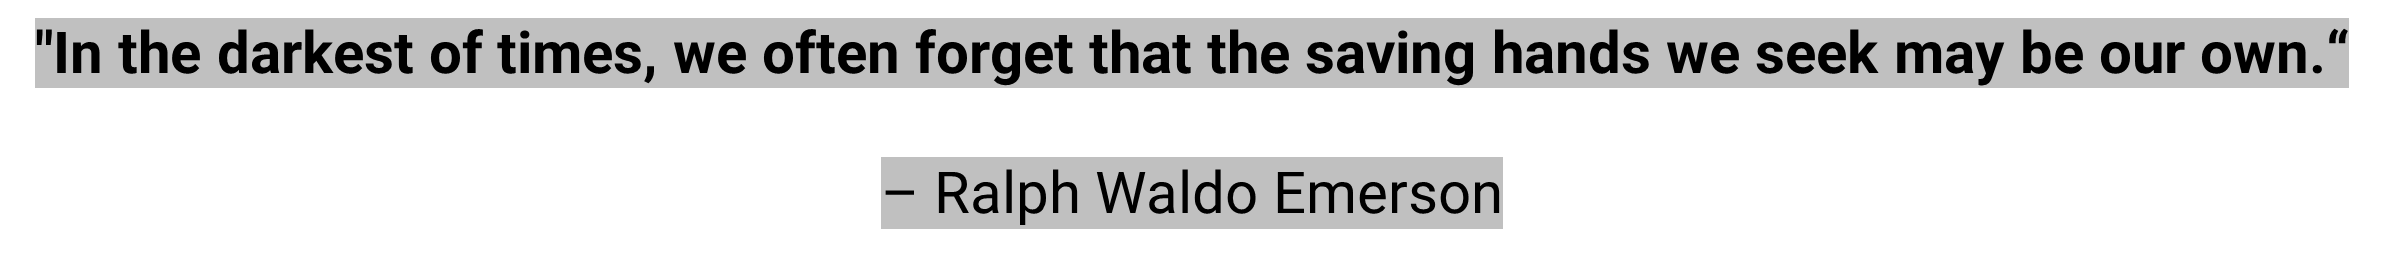 "In the darkest of times, we often forget that the saving hands we seek may be our own.“
– Ralph Waldo Emerson